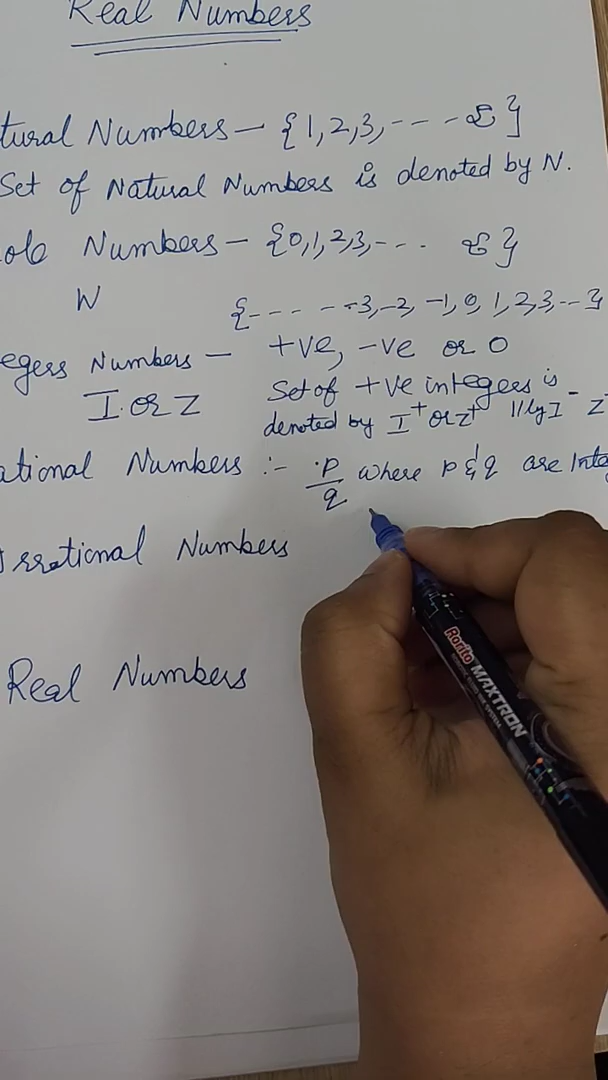 Real Numbers
tural Numbers – { 1, 2, 3, - - - - }
Set of Natural Numbers is denoted by N.
ole Numbers – {0, 1, 2, 3, - - - }
W
{- - - - - -3, -2, -1, 0, 1, 2, 3, - - }
egers Numbers – +ve, -ve or 0
I or Z
Set of +ve integers is
denoted by I⁺ or Z⁺ ||ly I⁻ Z
ational Numbers :- p/q where p & q are Inte
Irrational Numbers
Real Numbers
Rorito MAXTRON